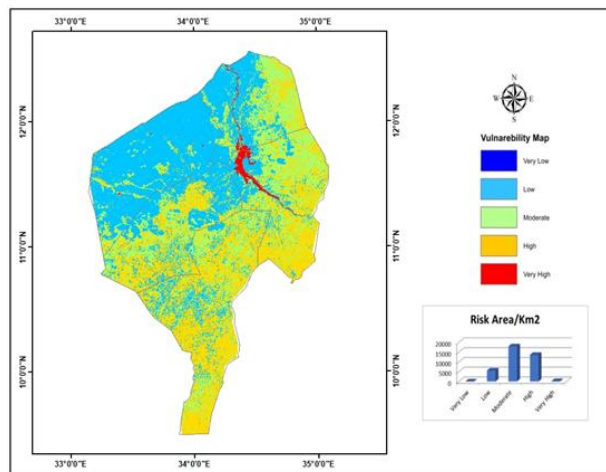 33°0'0"E 34°0'0"E 35°0'0"E
12°0'0"N
11°0'0"N
10°0'0"N
12°0'0"N
11°0'0"N
10°0'0"N
33°0'0"E 34°0'0"E 35°0'0"E
N
W E
S
Vulnarebility Map
Very Low
Low
Moderate
High
Very High
Risk Area/Km2
20000
15000
10000
5000
0
Very Low Low Moderate High Very High